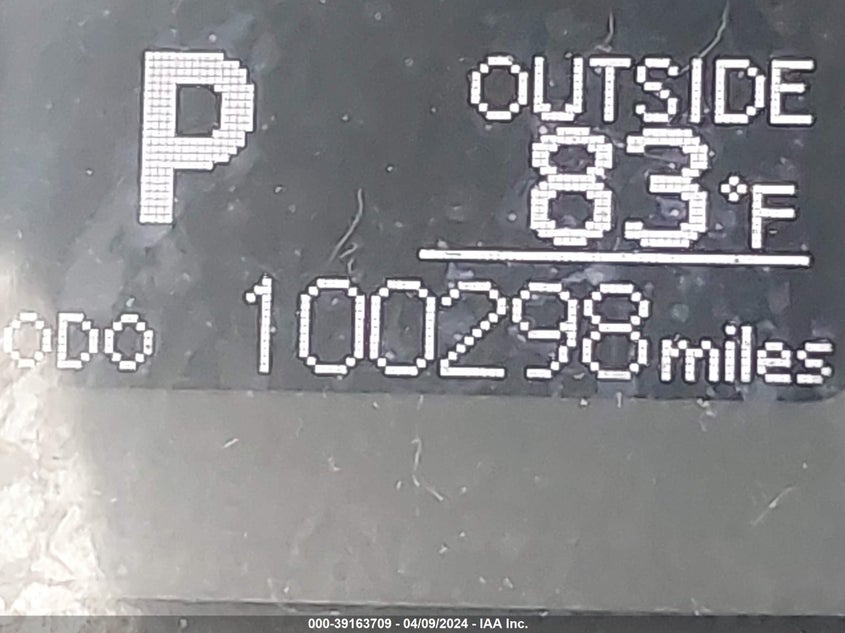 P
OUTSIDE
83°F
ODO 100298 miles
000-39163709 - 04/09/2024 - IAA Inc.